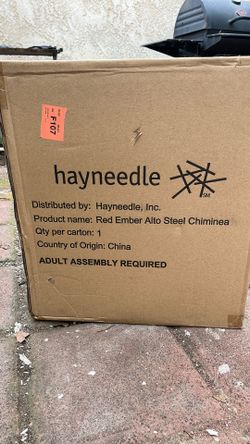 F107
hayneedle
SM
Distributed by: Hayneedle, Inc.
Product name: Red Ember Alto Steel Chiminea
Qty per carton: 1
Country of Origin: China
ADULT ASSEMBLY REQUIRED